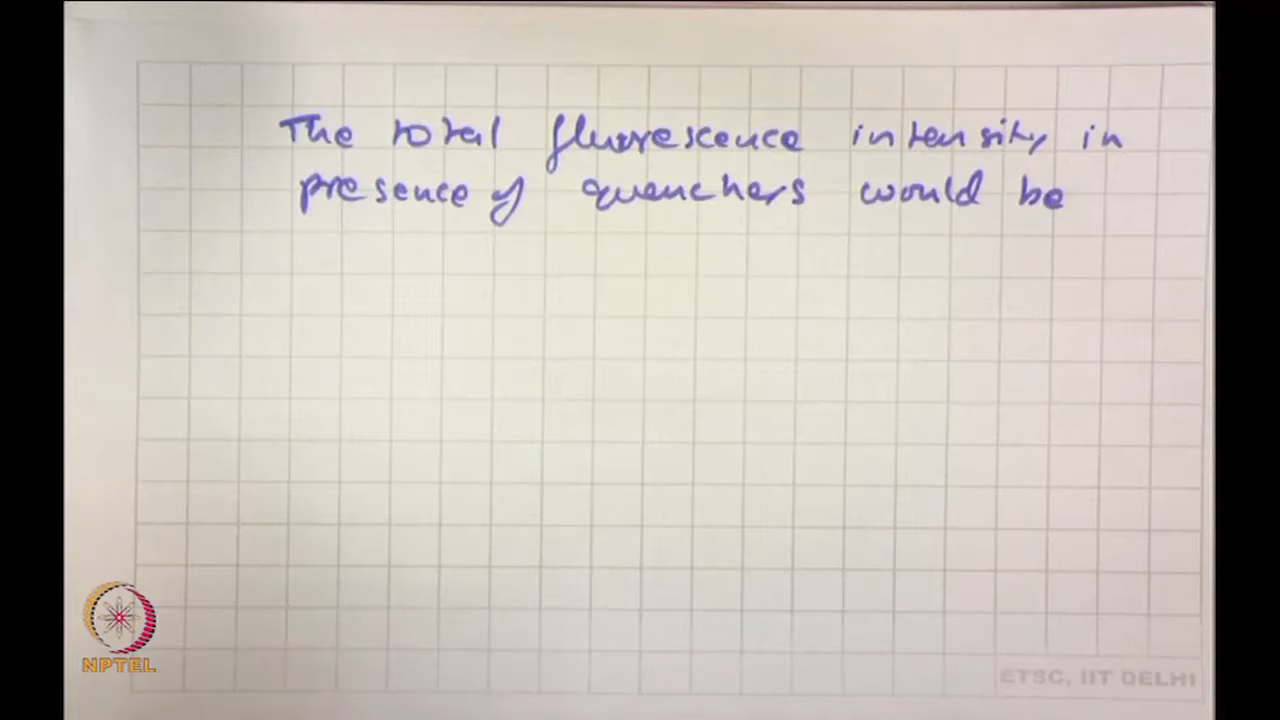 The total fluorescence intensity in
presence of quenchers would be
NPTEL
ETSC, IIT DELHI